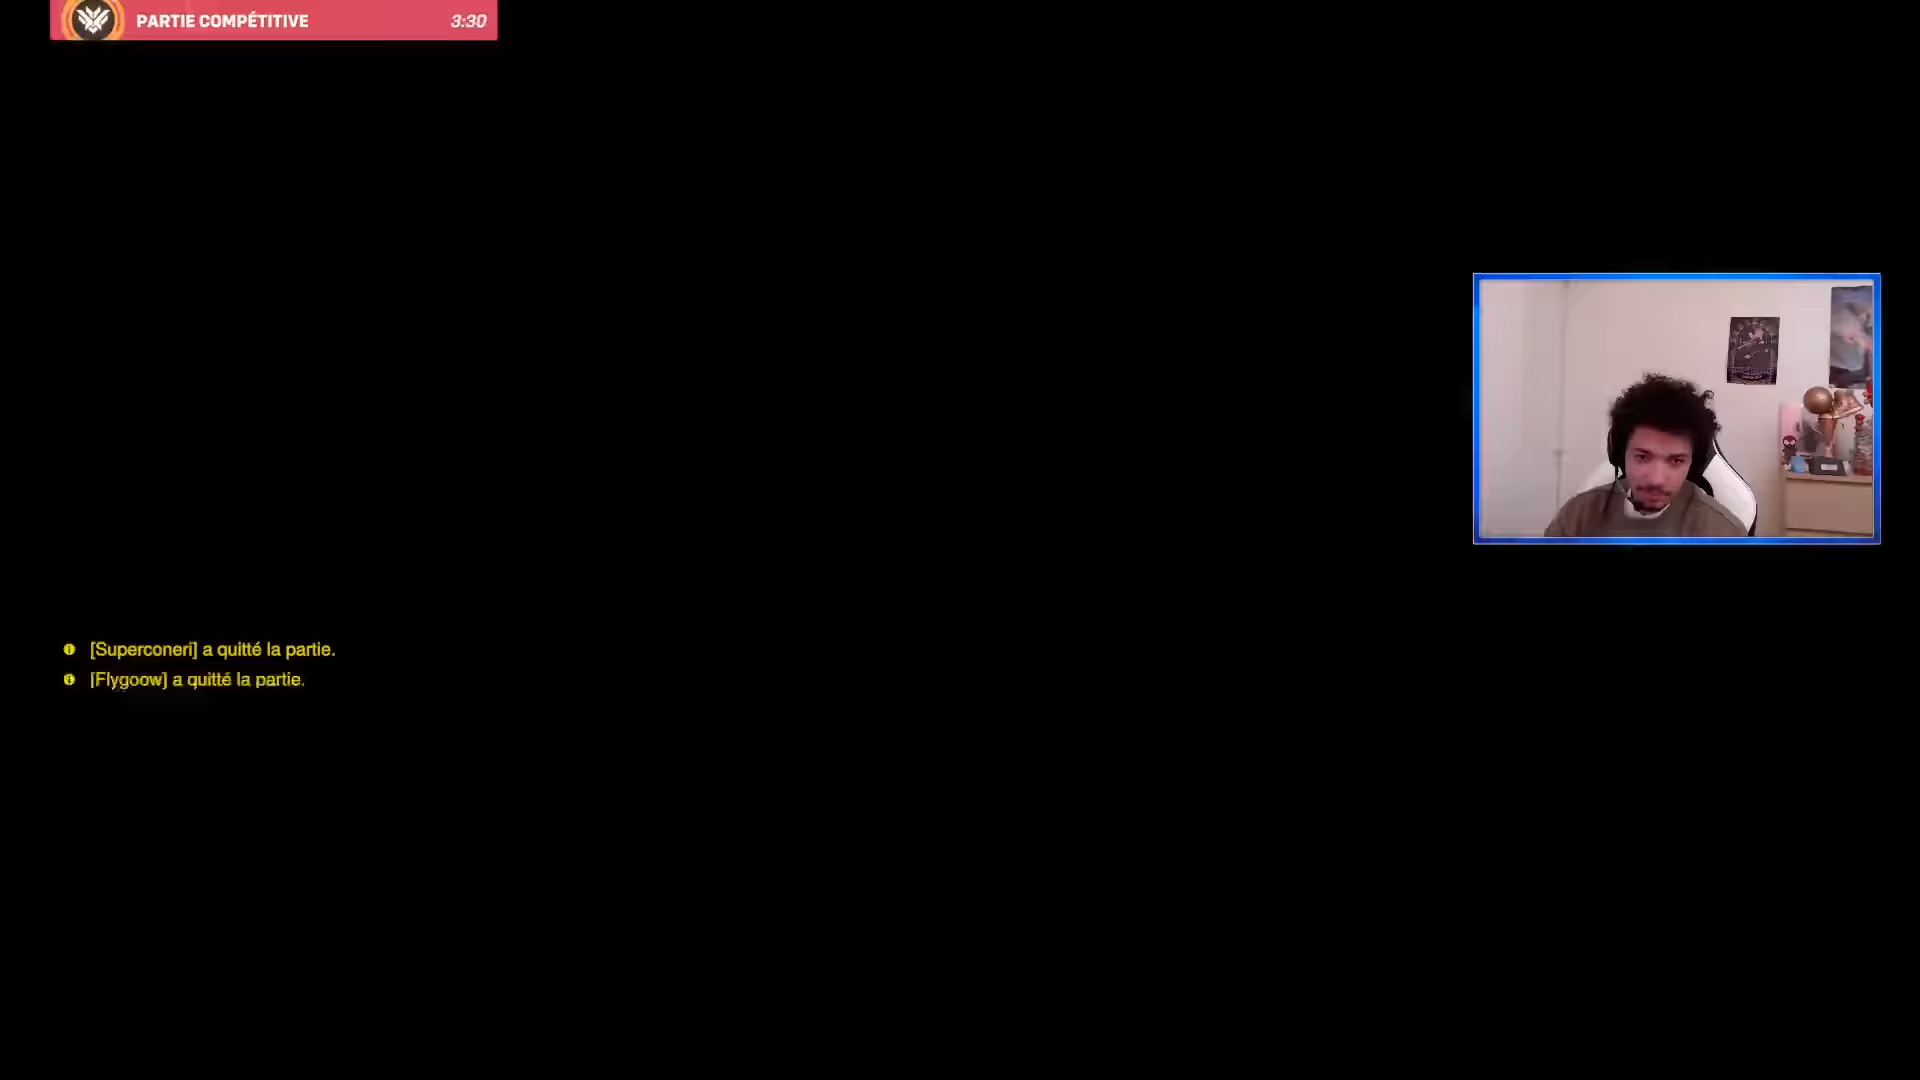 PARTIE COMPÉTITIVE 3:30
[Superconeri] a quitté la partie.
[Flygoow] a quitté la partie.